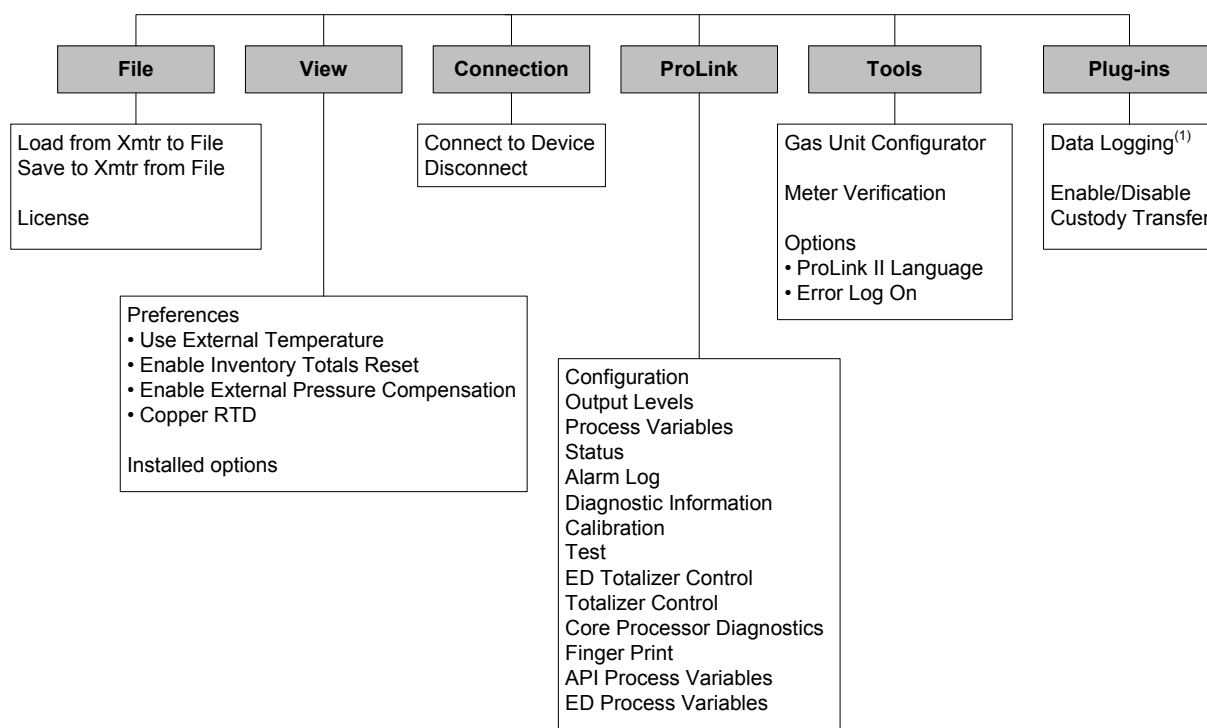 File
View
Connection
ProLink
Tools
Plug-ins
Load from Xmtr to File
Save to Xmtr from File
License
Preferences
• Use External Temperature
• Enable Inventory Totals Reset
• Enable External Pressure Compensation
• Copper RTD
Installed options
Connect to Device
Disconnect
Configuration
Output Levels
Process Variables
Status
Alarm Log
Diagnostic Information
Calibration
Test
ED Totalizer Control
Totalizer Control
Core Processor Diagnostics
Finger Print
API Process Variables
ED Process Variables
Gas Unit Configurator
Meter Verification
Options
• ProLink II Language
• Error Log On
Data Logging(1)
Enable/Disable
Custody Transfer